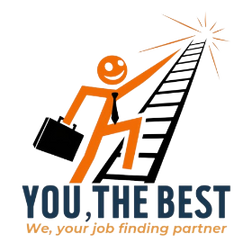 YOU, THE BEST
We, your job finding partner